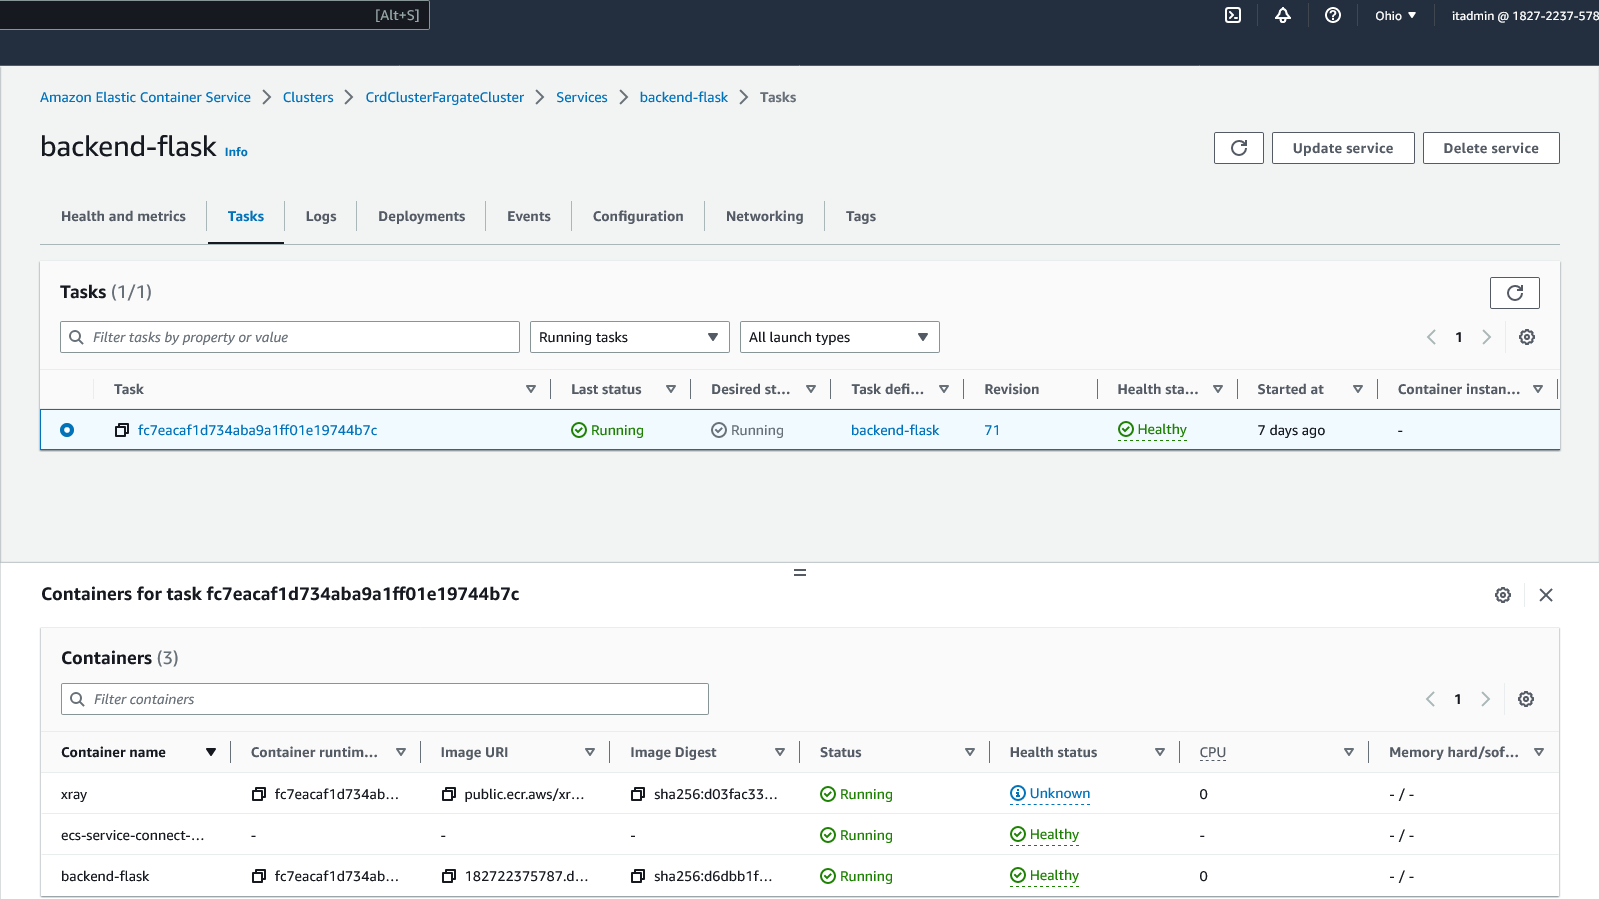 [Alt+S]
Ohio
itadmin @ 1827-2237-578
Amazon Elastic Container Service > Clusters > CrdClusterFargateCluster > Services > backend-flask > Tasks
backend-flask Info
Update service
Delete service
Health and metrics
Tasks
Logs
Deployments
Events
Configuration
Networking
Tags
Tasks (1/1)
Filter tasks by property or value
Running tasks
All launch types
1
Task
Last status
Desired st...
Task defi...
Revision
Health sta...
Started at
Container instan...
fc7eacaf1d734aba9a1ff01e19744b7c
Running
Running
backend-flask
71
Healthy
7 days ago
-
Containers for task fc7eacaf1d734aba9a1ff01e19744b7c
Containers (3)
Filter containers
1
Container name
Container runtim...
Image URI
Image Digest
Status
Health status
CPU
Memory hard/sof...
xray
fc7eacaf1d734ab...
public.ecr.aws/xr...
sha256:d03fac33...
Running
Unknown
0
- / -
ecs-service-connect-...
-
-
-
Running
Healthy
-
- / -
backend-flask
fc7eacaf1d734ab...
182722375787.d...
sha256:d6dbb1f...
Running
Healthy
0
- / -